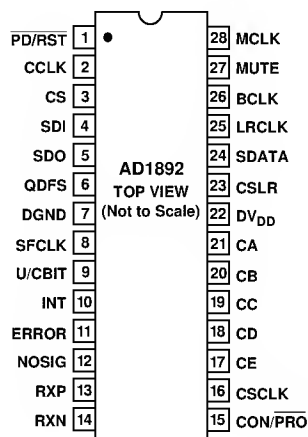 PD/RST 1 28 MCLK
CCLK 2 27 MUTE
CS 3 26 BCLK
SDI 4 25 LRCLK
SDO 5 24 SDATA
QDFS 6 23 CSLR
DGND 7 22 DVDD
SFCLK 8 21 CA
U/CBIT 9 20 CB
INT 10 19 CC
ERROR 11 18 CD
NOSIG 12 17 CE
RXP 13 16 CSCLK
RXN 14 15 CON/PRO
AD1892
TOP VIEW
(Not to Scale)